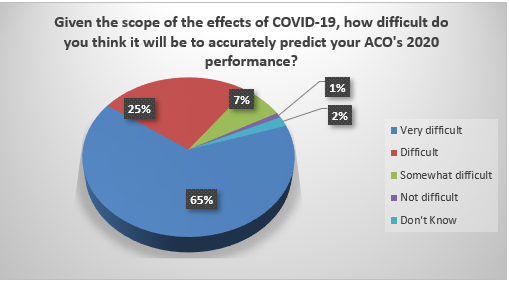 Given the scope of the effects of COVID-19, how difficult do
you think it will be to accurately predict your ACO's 2020
performance?
1%
7%
25%
2%
65%
Very difficult
Difficult
Somewhat difficult
Not difficult
Don't Know